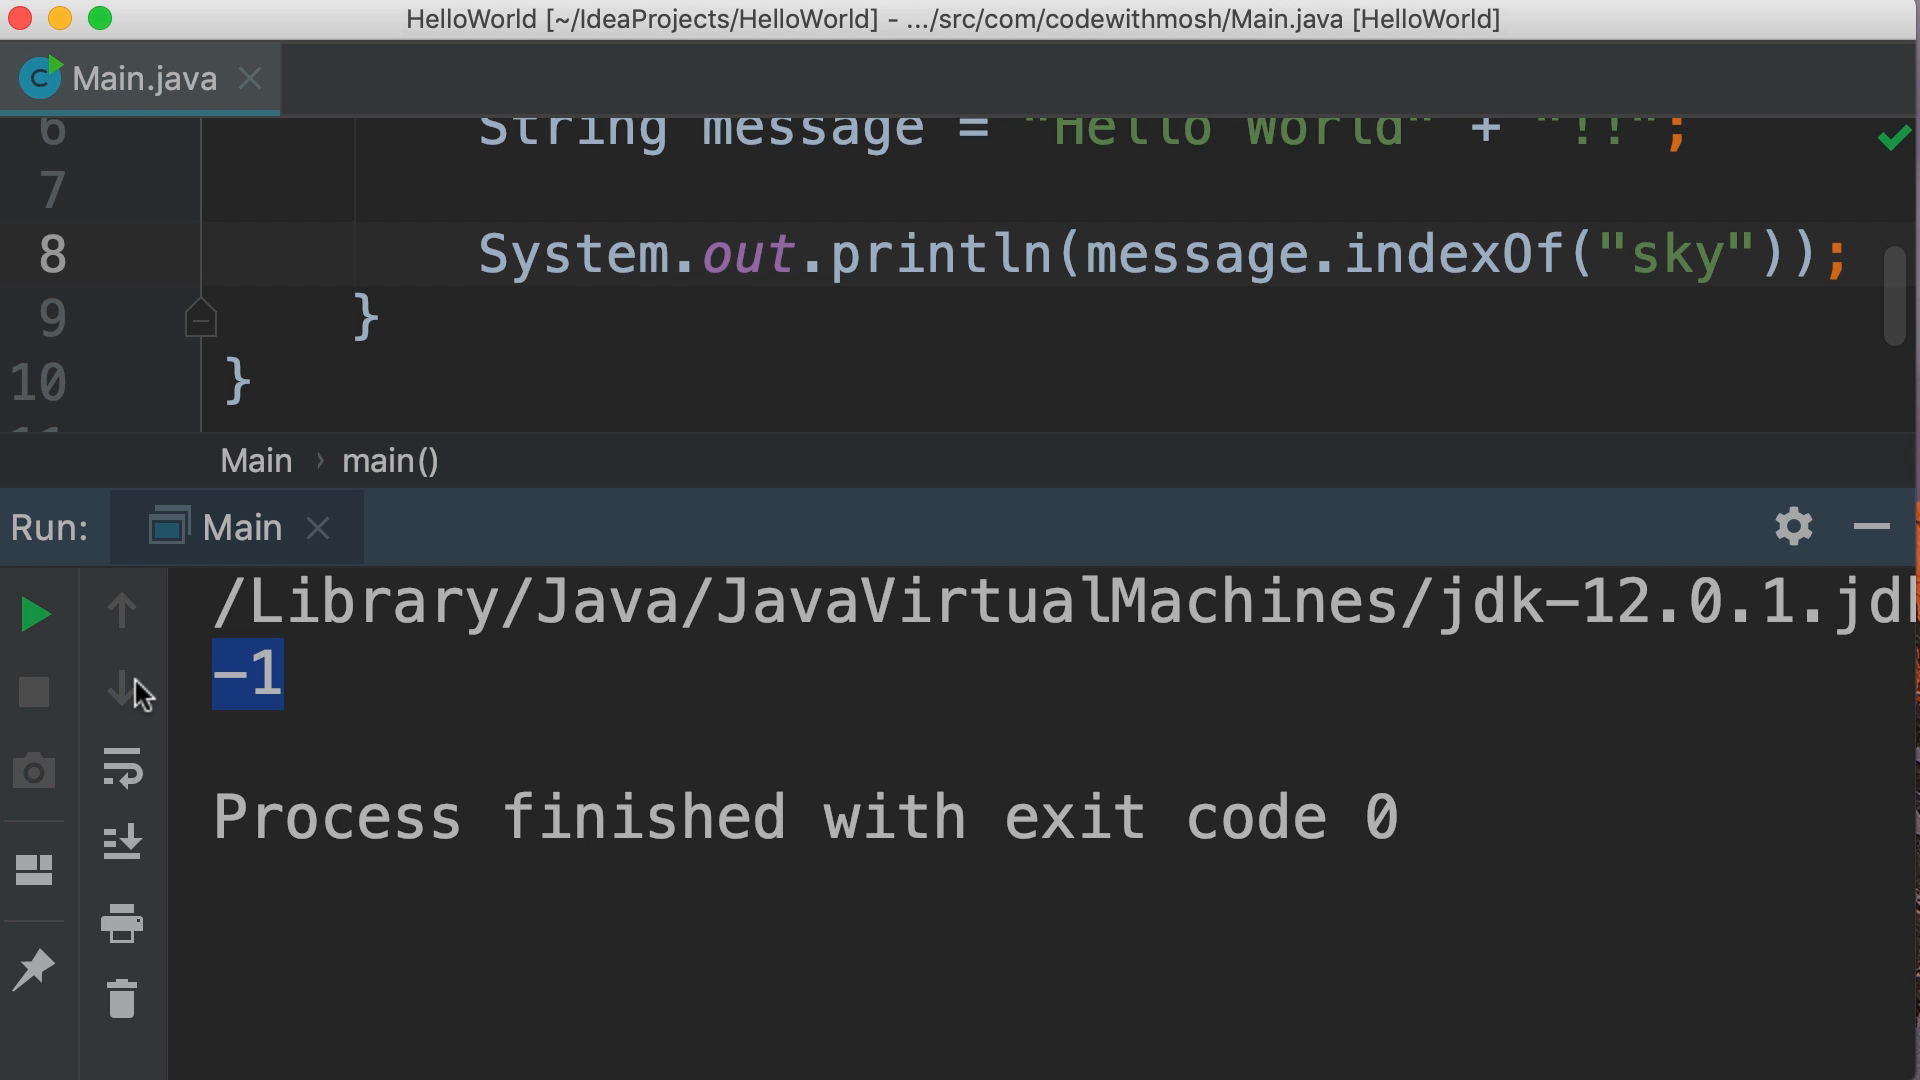 HelloWorld [~/IdeaProjects/HelloWorld] - .../src/com/codewithmosh/Main.java [HelloWorld]
Main.java
6 String message = "Hello World" + "!!";
7
8 System.out.println(message.indexOf("sky"));
9 }
10 }
11
Main › main()
Run: Main
/Library/Java/JavaVirtualMachines/jdk-12.0.1.jd
-1
Process finished with exit code 0